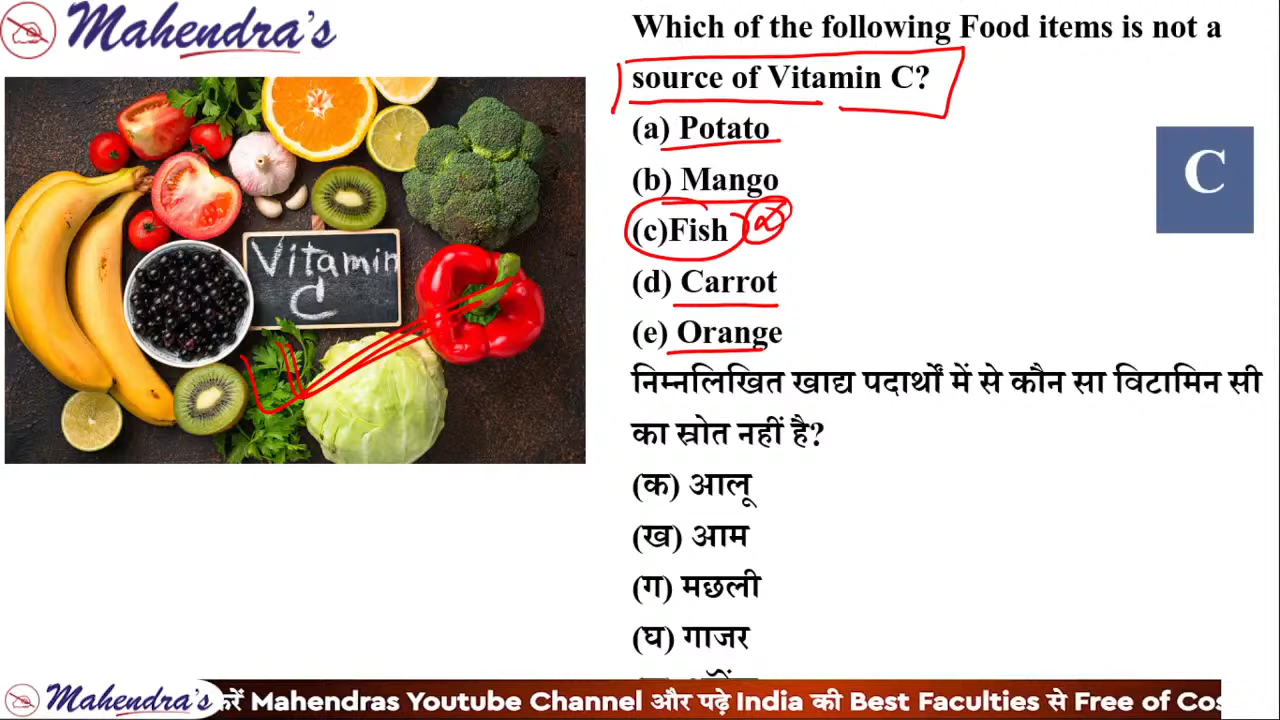 Mahendra's
Which of the following Food items is not a
source of Vitamin C?
(a) Potato
(b) Mango
(c)Fish
(d) Carrot
(e) Orange
C
Vitamin
C
निम्नलिखित खाद्य पदार्थों में से कौन सा विटामिन सी
का स्रोत नहीं है?
(क) आलू
(ख) आम
(ग) मछली
(घ) गाजर
Mahendra's
Mahendras Youtube Channel और पढ़े India की Best Faculties से Free of